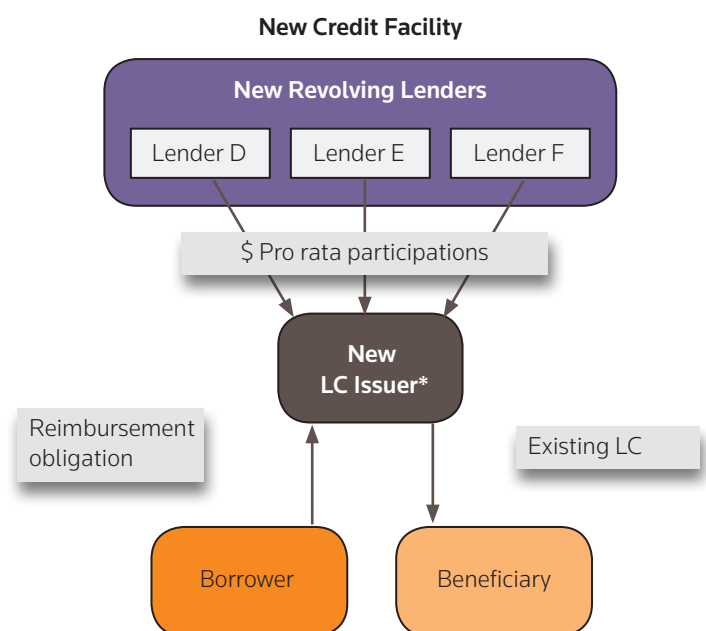 New Credit Facility
New Revolving Lenders
Lender D
Lender E
Lender F
$ Pro rata participations
New
LC Issuer*
Reimbursement
obligation
Existing LC
Borrower
Beneficiary